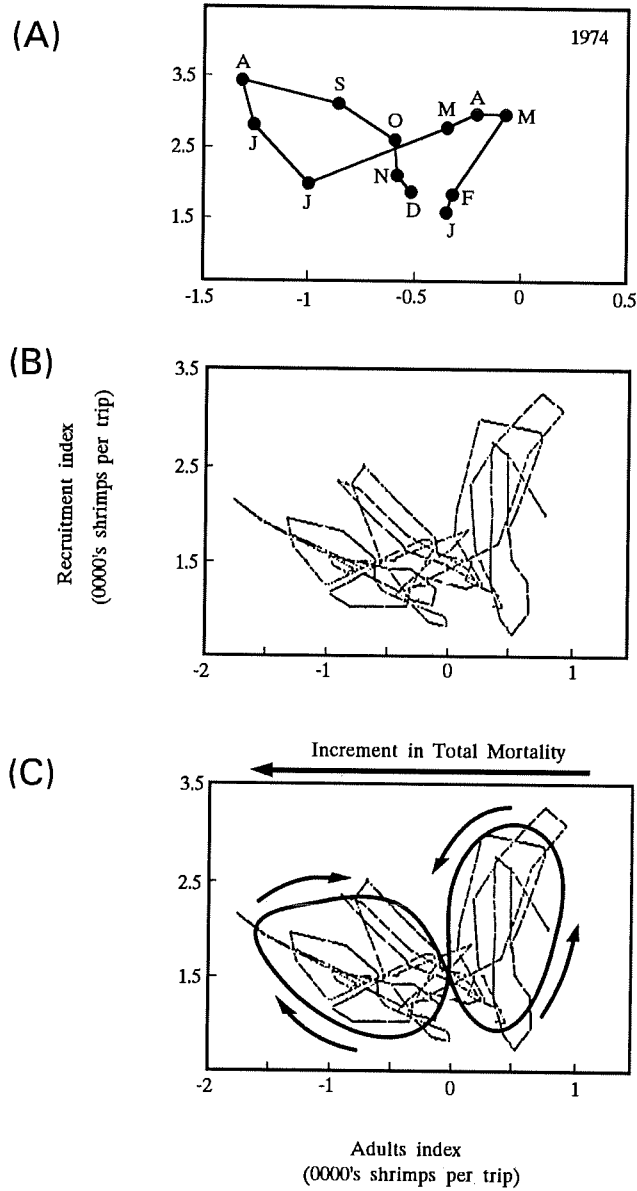 (A)
1974
3.5
2.5
1.5
A
S
O
M
A
M
J
N
J
D
F
J
-1.5
-1
-0.5
0
0.5
(B)
Recruitment index
(0000's shrimps per trip)
3.5
2.5
1.5
-2
-1
0
1
(C)
Increment in Total Mortality
3.5
2.5
1.5
-2
-1
0
1
Adults index
(0000's shrimps per trip)